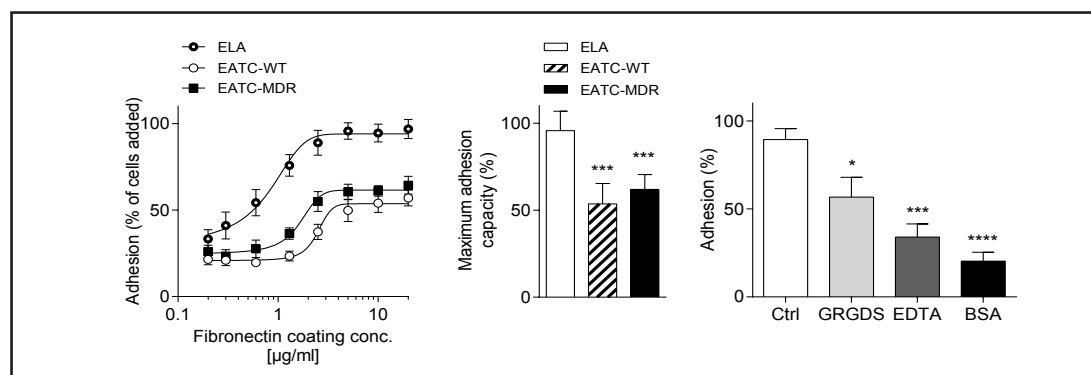 ELA
EATC-WT
EATC-MDR
Adhesion (% of cells added)
100
50
0
0.1
1
10
Fibronectin coating conc.
[µg/ml]
ELA
EATC-WT
EATC-MDR
Maximum adhesion
capacity (%)
100
50
0
***
***
Adhesion (%)
100
50
0
*
***
****
Ctrl
GRGDS
EDTA
BSA